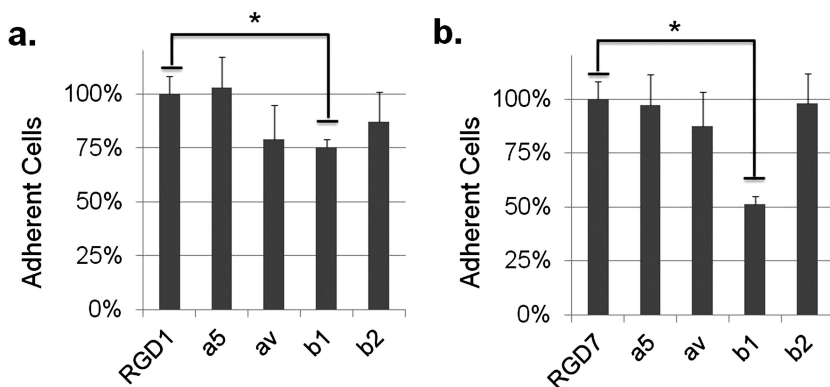 a.
*
Adherent Cells
100%
75%
50%
25%
0%
RGD1
a5
av
b1
b2
b.
*
Adherent Cells
100%
75%
50%
25%
0%
RGD7
a5
av
b1
b2